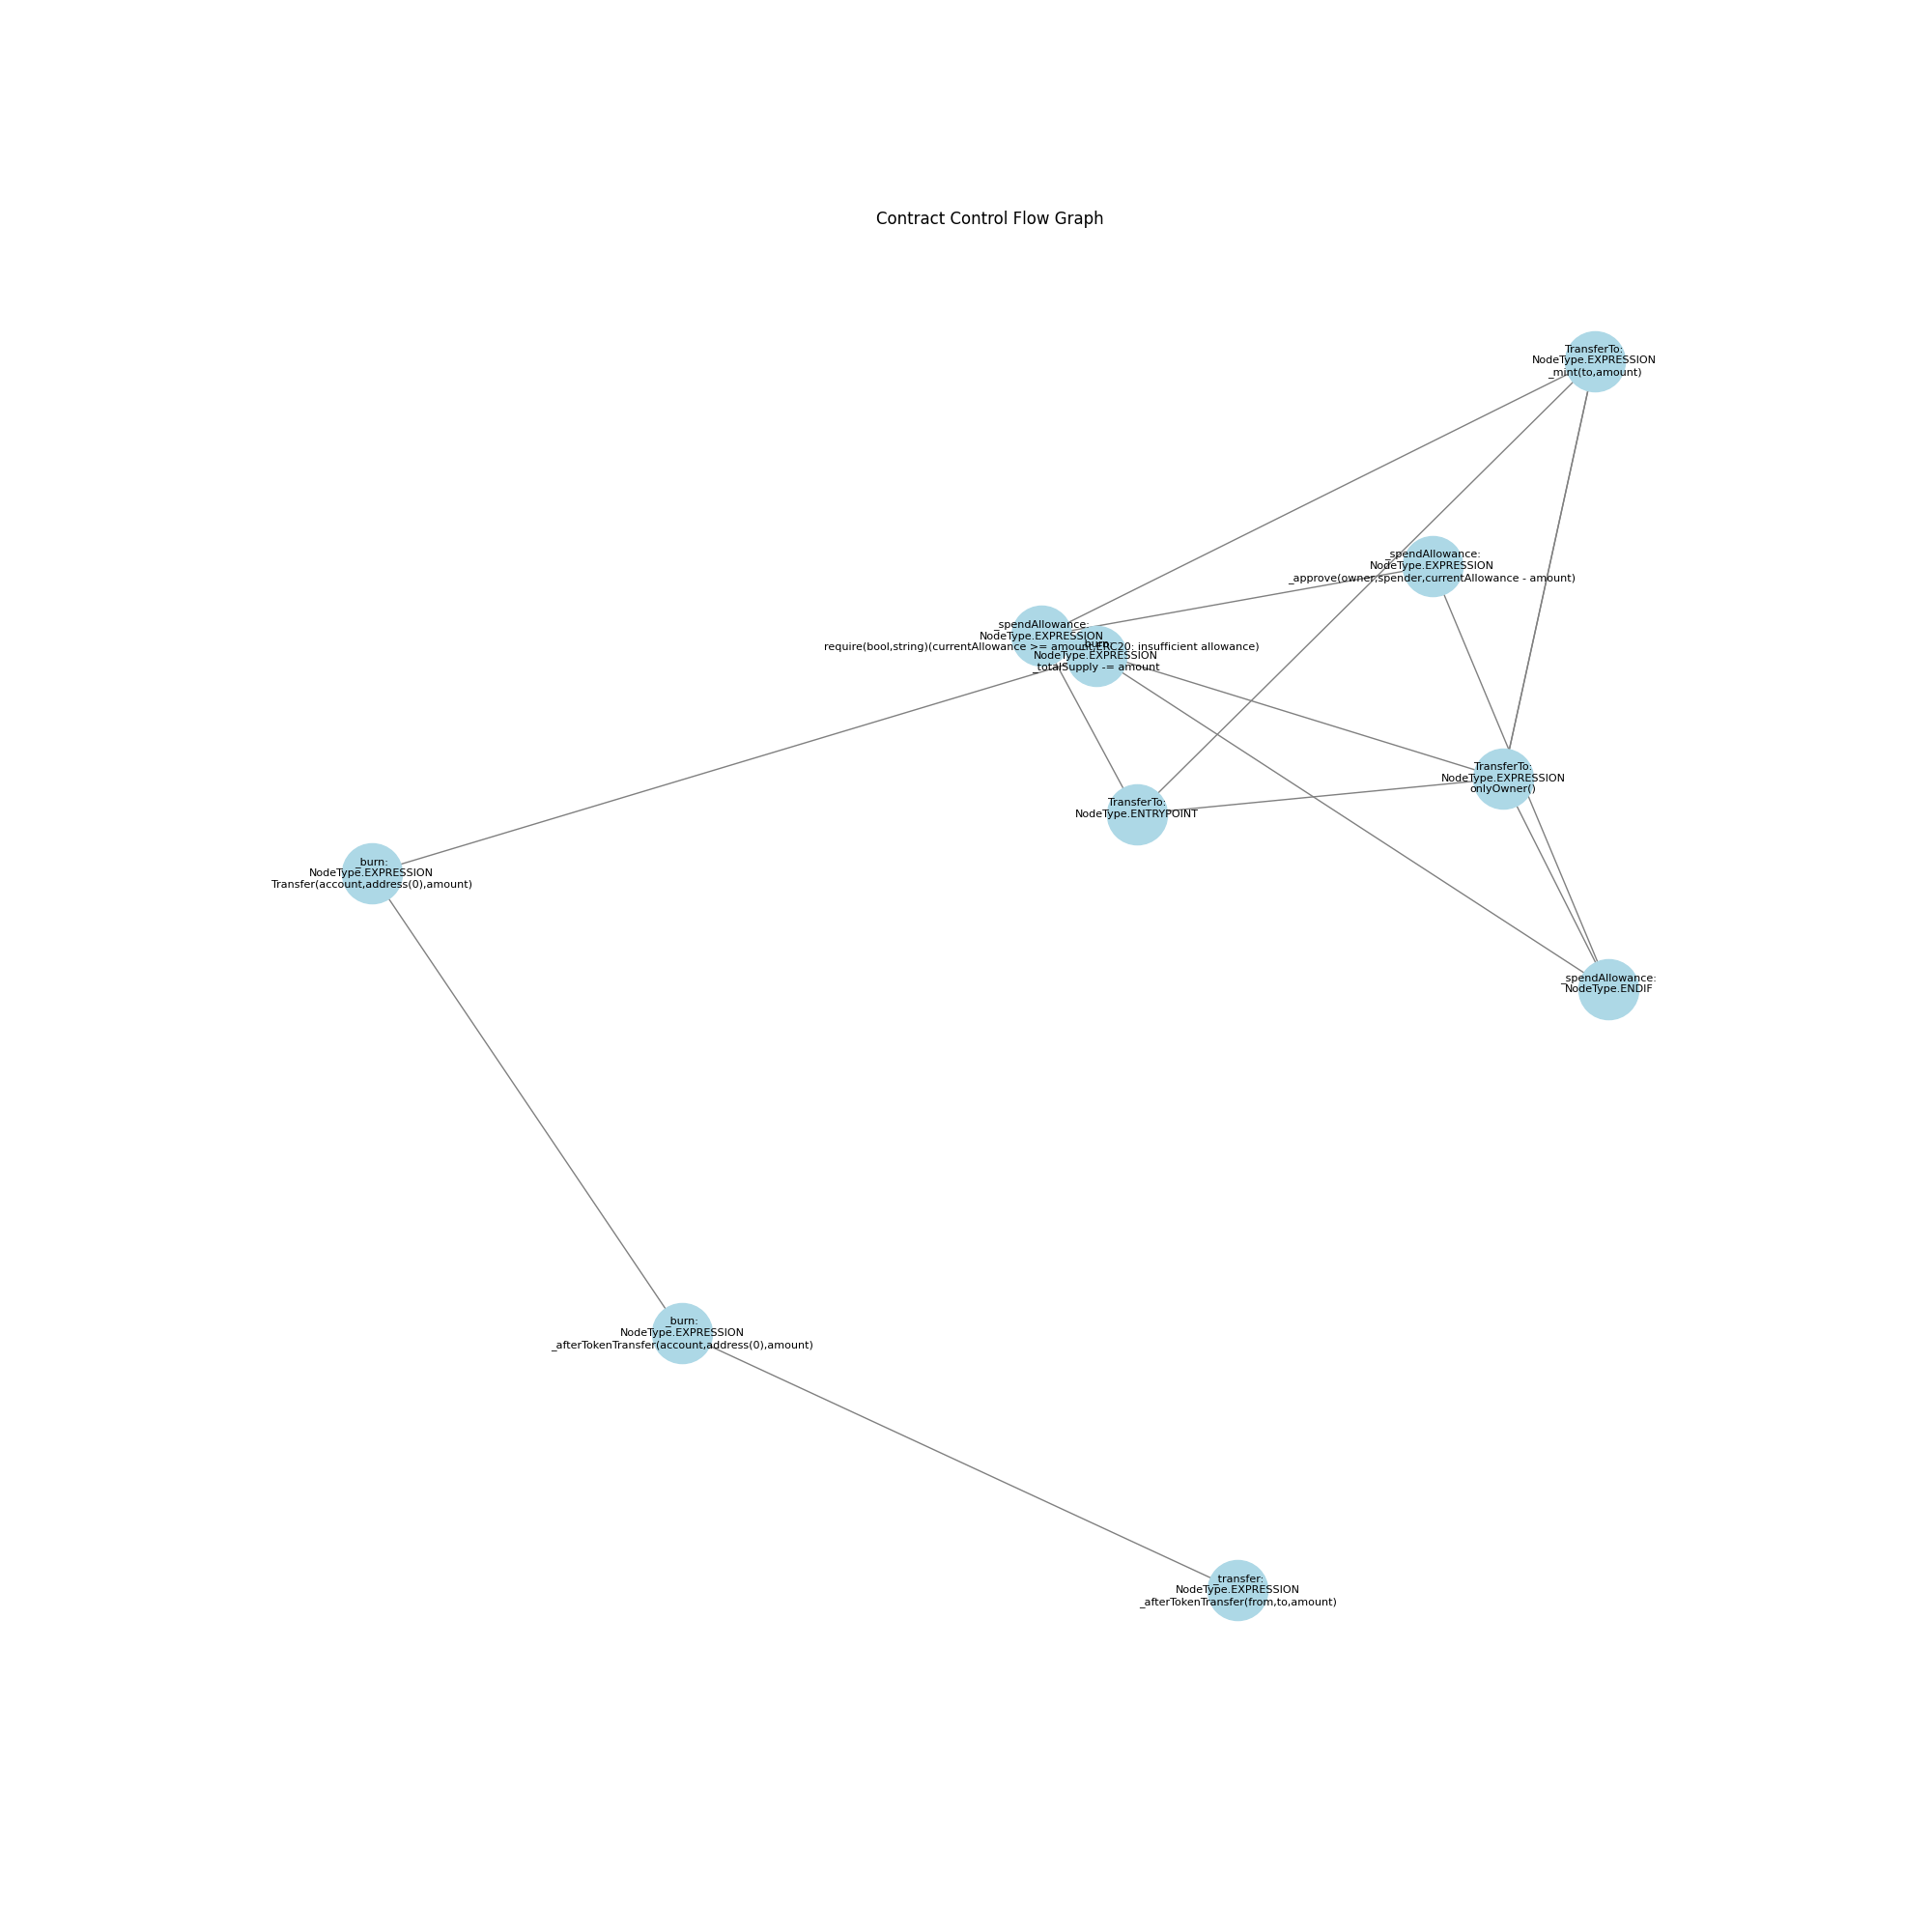 Contract Control Flow Graph
TransferTo:
NodeType.EXPRESSION
_mint(to,amount)
_spendAllowance:
NodeType.EXPRESSION
_approve(owner,spender,currentAllowance - amount)
_spendAllowance:
NodeType.EXPRESSION
require(bool,string)(currentAllowance >= amount,ERC20: insufficient allowance)
_burn:
NodeType.EXPRESSION
_totalSupply -= amount
TransferTo:
NodeType.EXPRESSION
onlyOwner()
TransferTo:
NodeType.ENTRYPOINT
_burn:
NodeType.EXPRESSION
Transfer(account,address(0),amount)
_spendAllowance:
NodeType.ENDIF
_burn:
NodeType.EXPRESSION
_afterTokenTransfer(account,address(0),amount)
_transfer:
NodeType.EXPRESSION
_afterTokenTransfer(from,to,amount)